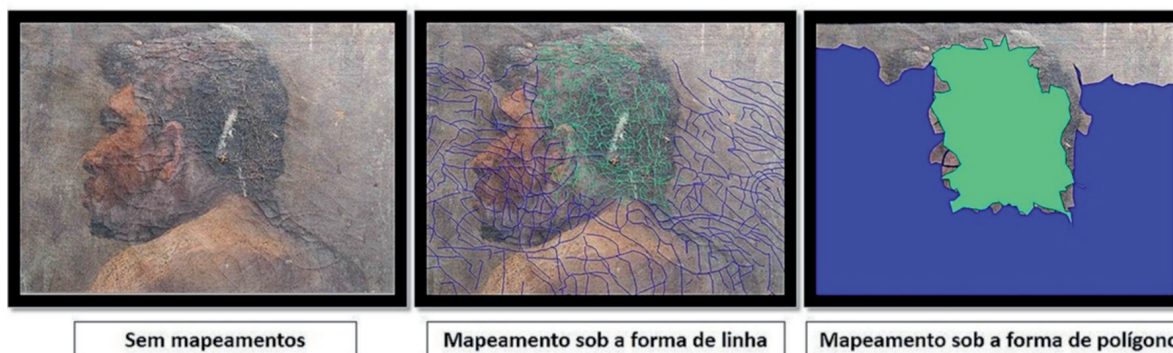 Sem mapeamentos
Mapeamento sob a forma de linha
Mapeamento sob a forma de polígono